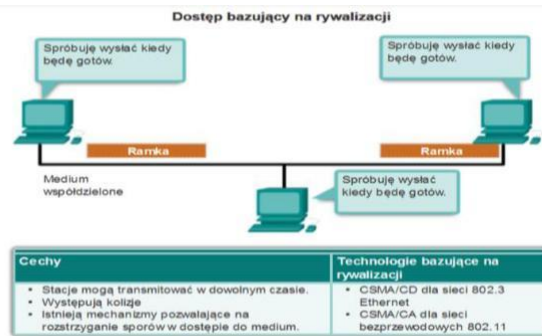 Dostęp bazujący na rywalizacji
Spróbuję wysłać kiedy
będę gotów.
Spróbuję wysłać kiedy
będę gotów.
Ramka
Ramka
Medium
współdzielone
Spróbuję wysłać
kiedy będę gotów.
Cechy
Technologie bazujące na
rywalizacji
• Stacje mogą transmitować w dowolnym czasie.
• Występują kolizje
• Istnieją mechanizmy pozwalające na
rozstrzyganie sporów w dostępie do medium.
• CSMA/CD dla sieci 802.3
Ethernet
• CSMA/CA dla sieci
bezprzewodowych 802.11